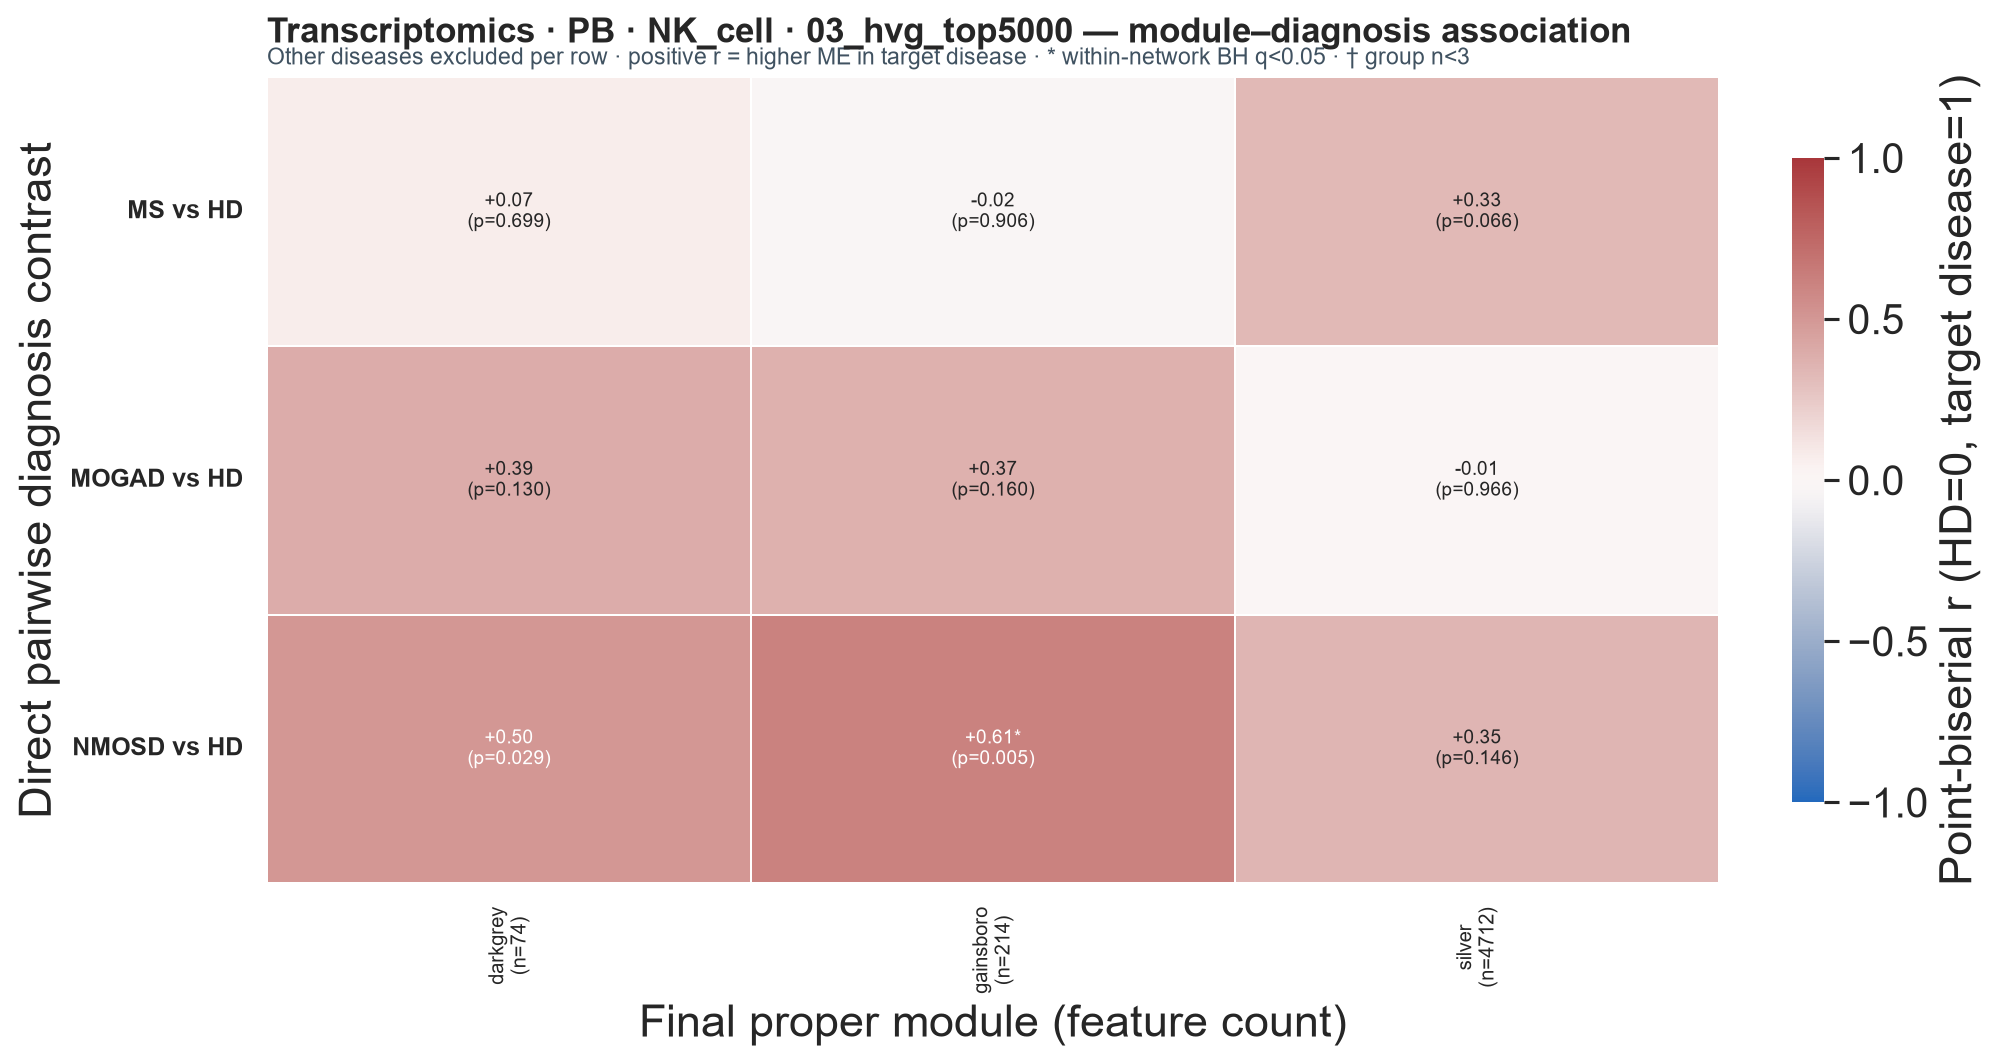 Transcriptomics · PB · NK_cell · 03_hvg_top5000 — module–diagnosis association
Other diseases excluded per row · positive r = higher ME in target disease · * within-network BH q<0.05 · † group n<3
Direct pairwise diagnosis contrast
MS vs HD
+0.07
(p=0.699)
-0.02
(p=0.906)
+0.33
(p=0.066)
MOGAD vs HD
+0.39
(p=0.130)
+0.37
(p=0.160)
-0.01
(p=0.966)
NMOSD vs HD
+0.50
(p=0.029)
+0.61*
(p=0.005)
+0.35
(p=0.146)
darkgrey
(n=74)
gainsboro
(n=214)
silver
(n=4712)
Final proper module (feature count)
1.0
0.5
0.0
−0.5
−1.0
Point-biserial r (HD=0, target disease=1)